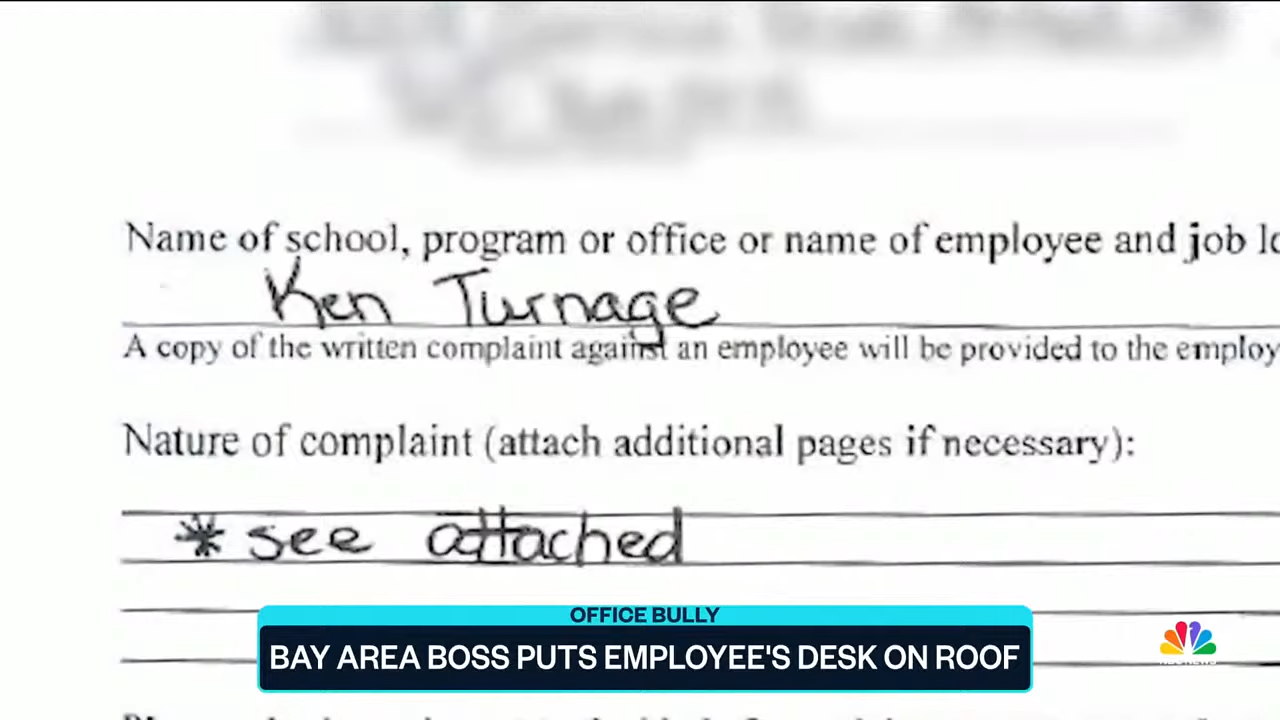 Name of school, program or office or name of employee and job lo
Ken Turnage
A copy of the written complaint against an employee will be provided to the employ
Nature of complaint (attach additional pages if necessary):
* see attached
OFFICE BULLY
BAY AREA BOSS PUTS EMPLOYEE'S DESK ON ROOF
NBC NEWS